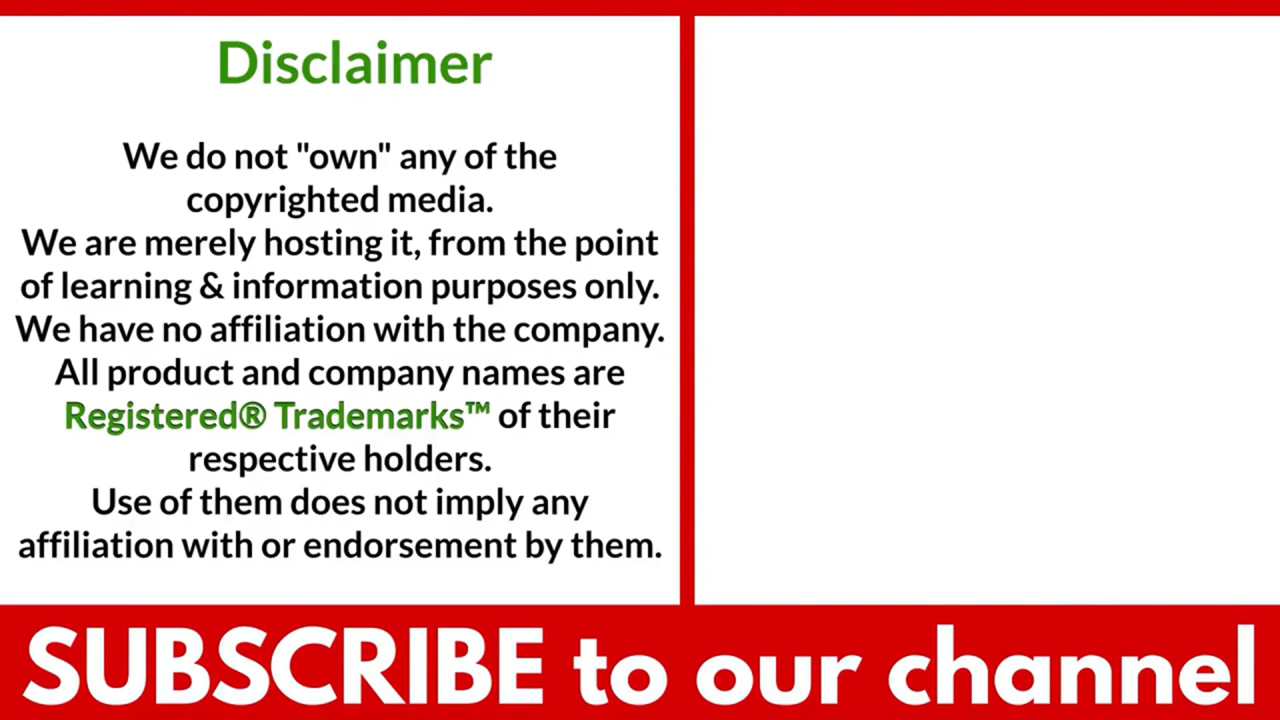 Disclaimer
We do not "own" any of the
copyrighted media.
We are merely hosting it, from the point
of learning & information purposes only.
We have no affiliation with the company.
All product and company names are
Registered® Trademarks™ of their
respective holders.
Use of them does not imply any
affiliation with or endorsement by them.
SUBSCRIBE to our channel